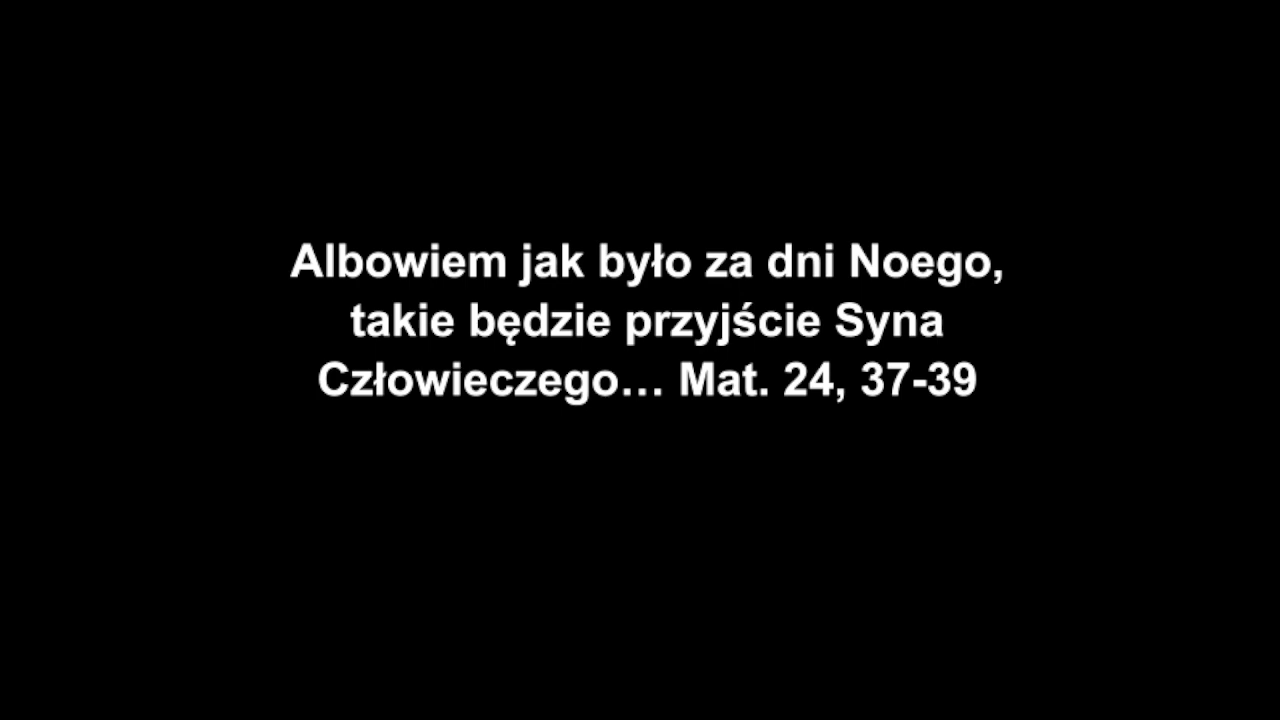 Albowiem jak było za dni Noego,
takie będzie przyjście Syna
Człowieczego… Mat. 24, 37-39